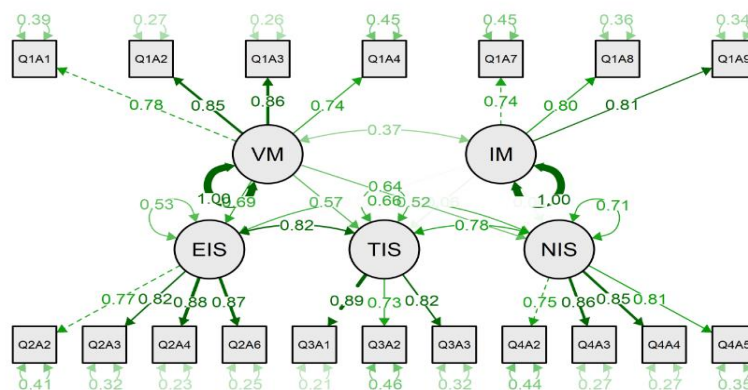 0.39 0.27 0.26 0.45 0.45 0.36 0.34
Q1A1 Q1A2 Q1A3 Q1A4 Q1A7 Q1A8 Q1A9
0.78 0.85 0.86 0.74 0.74 0.80 0.81
0.37
VM IM
1.00 0.69 0.57 0.64 0.66 0.52 1.00
0.53 0.71
0.82 0.78
EIS TIS NIS
0.77 0.82 0.88 0.87 0.89 0.73 0.82 0.75 0.86 0.85 0.81
Q2A2 Q2A3 Q2A4 Q2A6 Q3A1 Q3A2 Q3A3 Q4A2 Q4A3 Q4A4 Q4A5
0.41 0.32 0.23 0.25 0.21 0.46 0.32 0.44 0.27 0.27